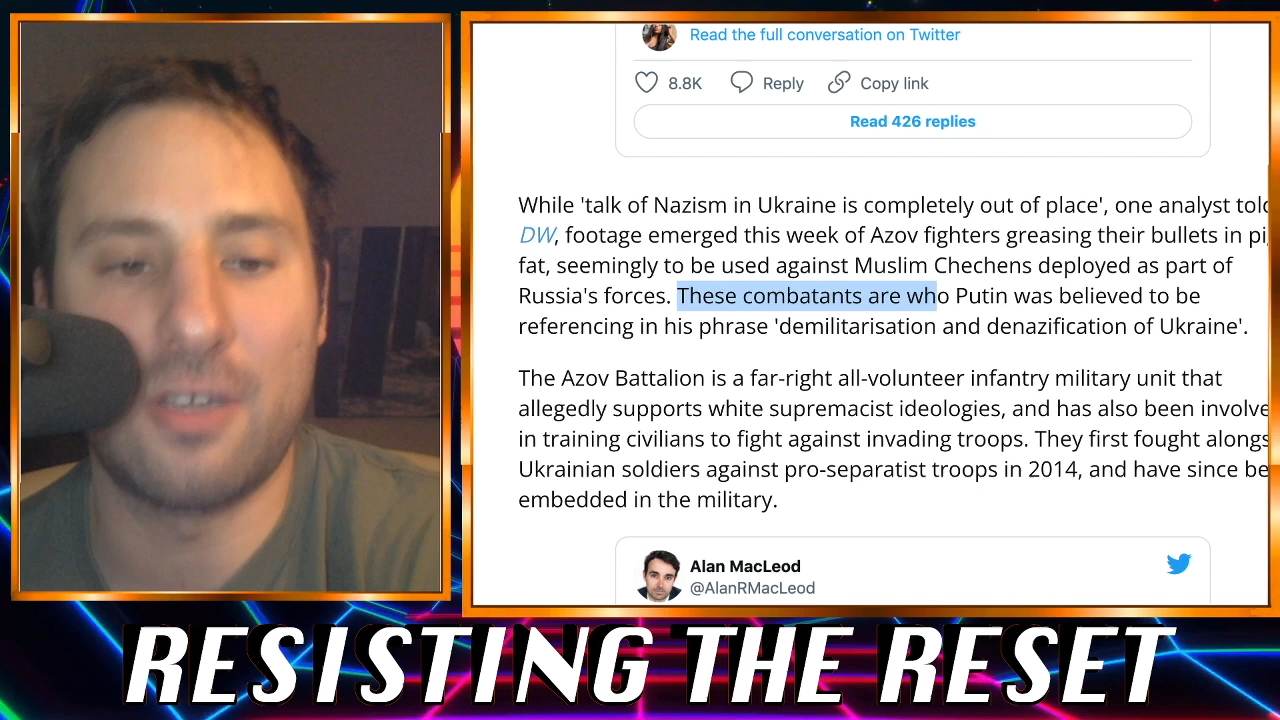 Read the full conversation on Twitter
8.8K Reply Copy link
Read 426 replies
While 'talk of Nazism in Ukraine is completely out of place', one analyst
DW, footage emerged this week of Azov fighters greasing their bullets in
fat, seemingly to be used against Muslim Chechens deployed as part of
Russia's forces. These combatants are who Putin was believed to be
referencing in his phrase 'demilitarisation and denazification of Ukraine'.
The Azov Battalion is a far-right all-volunteer infantry military unit that
allegedly supports white supremacist ideologies, and has also been
in training civilians to fight against invading troops. They first fought
Ukrainian soldiers against pro-separatist troops in 2014, and have since
embedded in the military.
Alan MacLeod
@AlanRMacLeod
RESISTING THE RESET